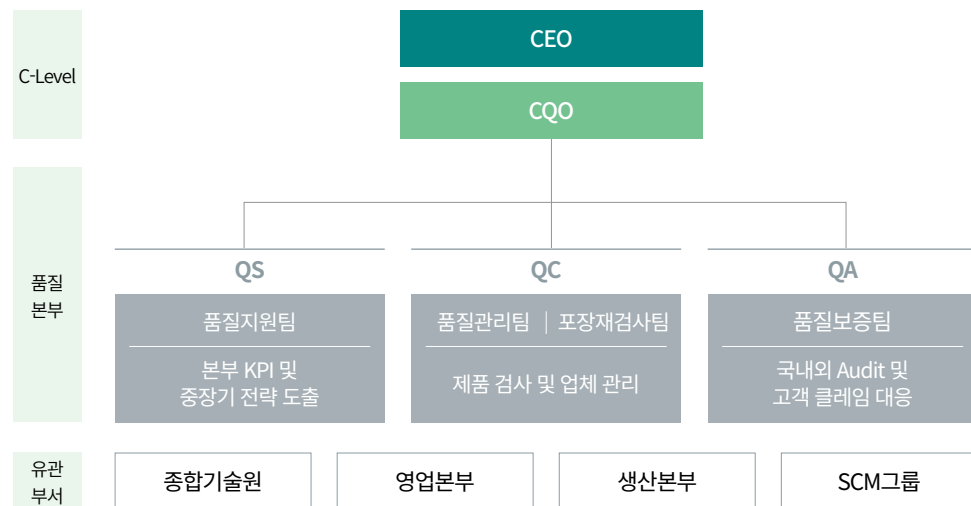 C-Level
CEO
CQO
품질
본부
QS
품질지원팀
본부 KPI 및
중장기 전략 도출
QC
품질관리팀 | 포장재검사팀
제품 검사 및 업체 관리
QA
품질보증팀
국내외 Audit 및
고객 클레임 대응
유관
부서
종합기술원
영업본부
생산본부
SCM그룹